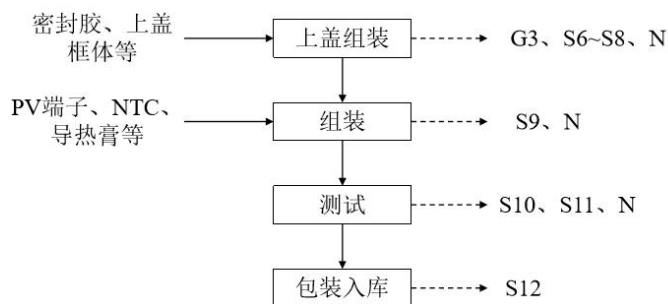 密封胶、上盖
框体等
上盖组装
G3、S6~S8、N
PV端子、NTC、
导热膏等
组装
S9、N
测试
S10、S11、N
包装入库
S12